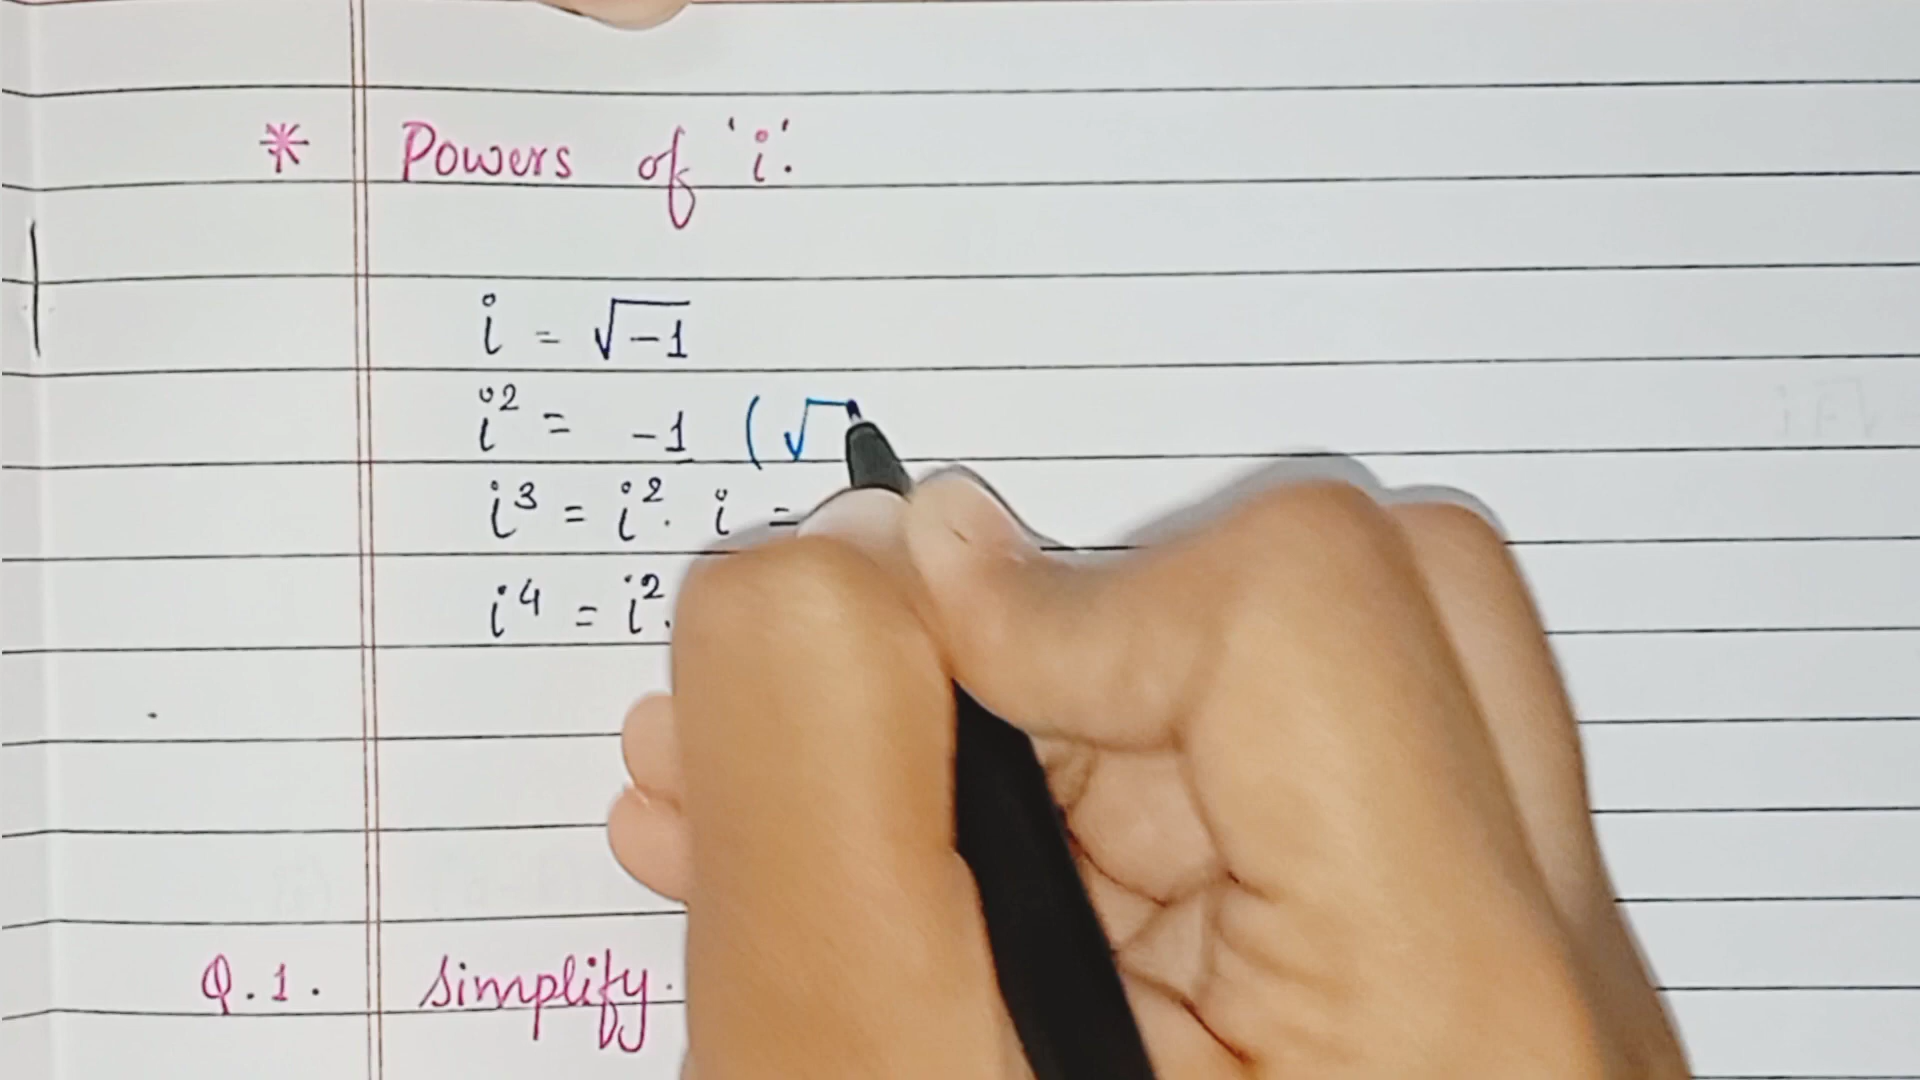 * Powers of 'i'.
i = √-1
i² = -1 (√
i³ = i². i =
i⁴ = i².
Q.1. Simplify.